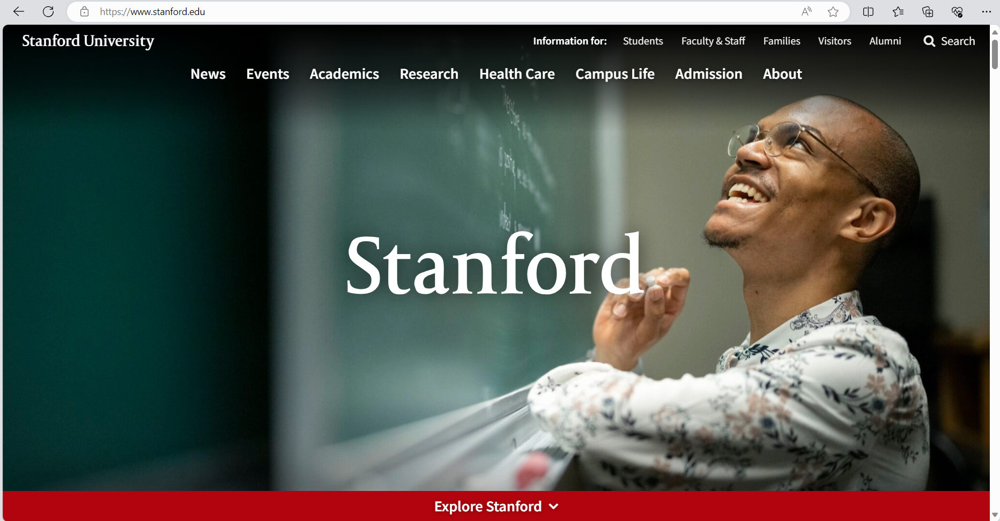 https://www.stanford.edu
Stanford University
Information for: Students Faculty & Staff Families Visitors Alumni Search
News Events Academics Research Health Care Campus Life Admission About
Stanford
Explore Stanford